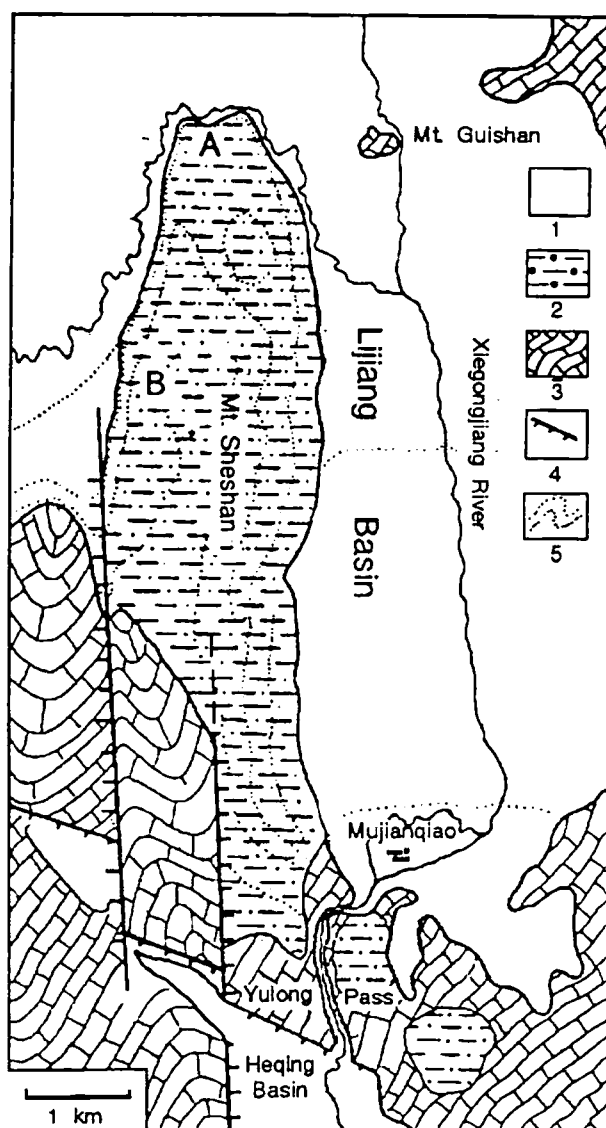 Mt. Guishan
A
1
2
3
4
5
B
Mt. Sheshan
Lijiang
Basin
Xiegongjiang River
Mujianqiao
Yulong Pass
Heqing
Basin
1 km